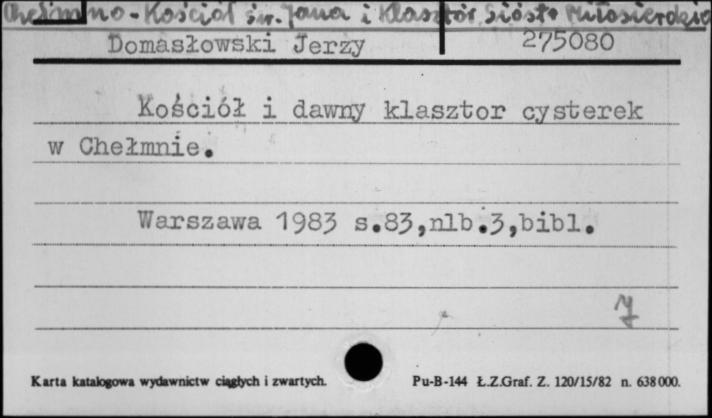 Chełmno - Kościół św. Jana i Klasztór Sióstr Miłosierdzia
Domasłowski Jerzy 275080
Kościół i dawny klasztor cysterek
w Chełmnie.
Warszawa 1983 s.83,nlb.3,bibl.
Karta katalogowa wydawnictw ciągłych i zwartych. Pu-B-144 Ł.Z.Graf. Z. 120/15/82 n. 638000.